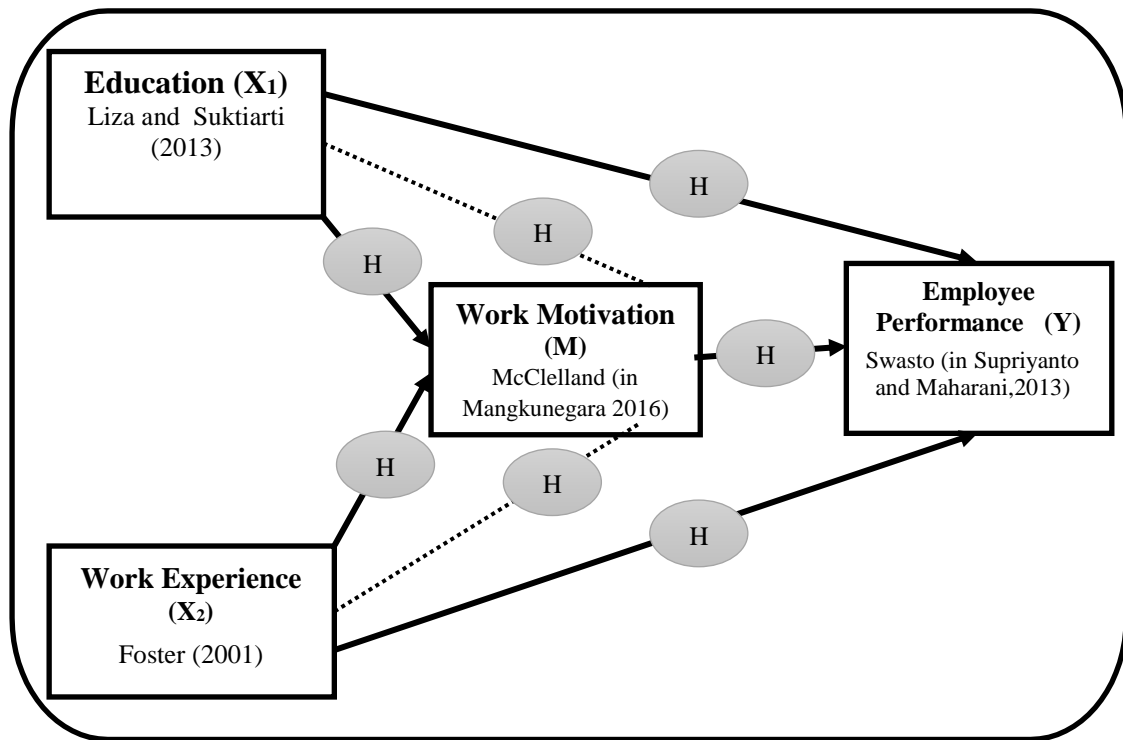 Education (X1)
Liza and Suktiarti
(2013)
H
H
H
Work Motivation
(M)
McClelland (in
Mangkunegara 2016)
H
Employee
Performance (Y)
Swasto (in Supriyanto
and Maharani,2013)
H
H
H
Work Experience
(X2)
Foster (2001)